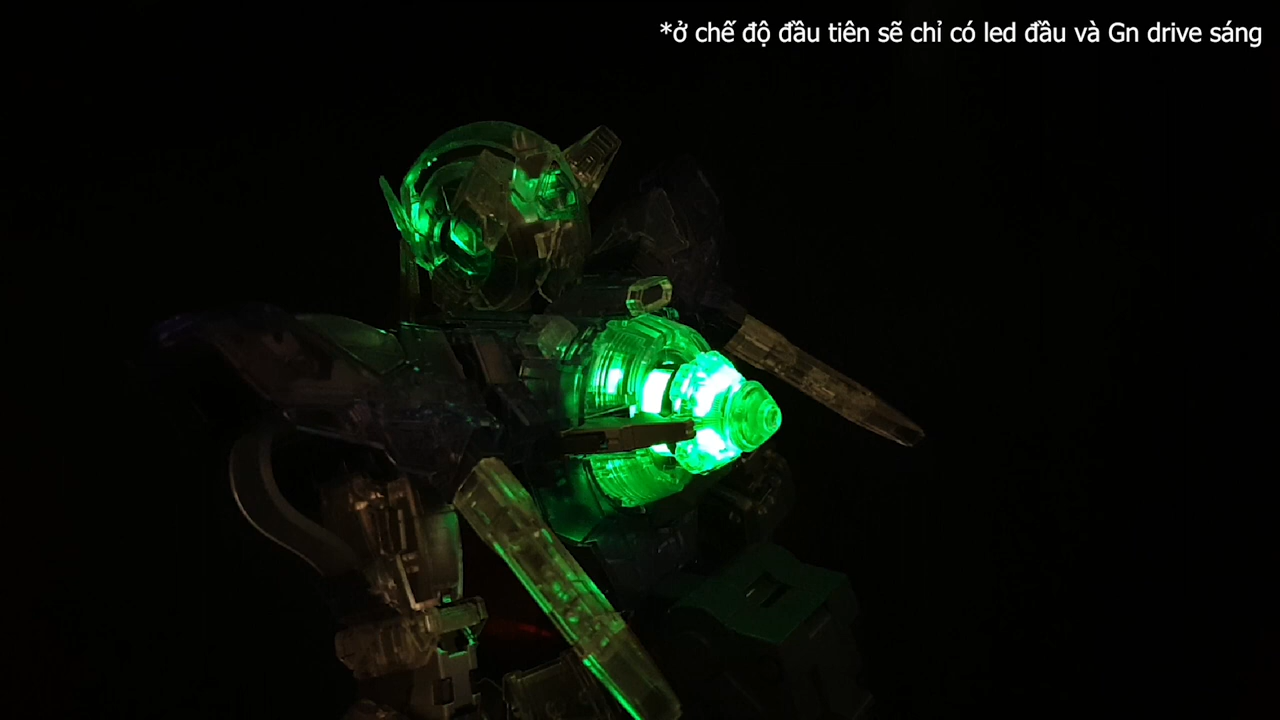 *ở chế độ đầu tiên sẽ chỉ có led đầu và Gn drive sáng